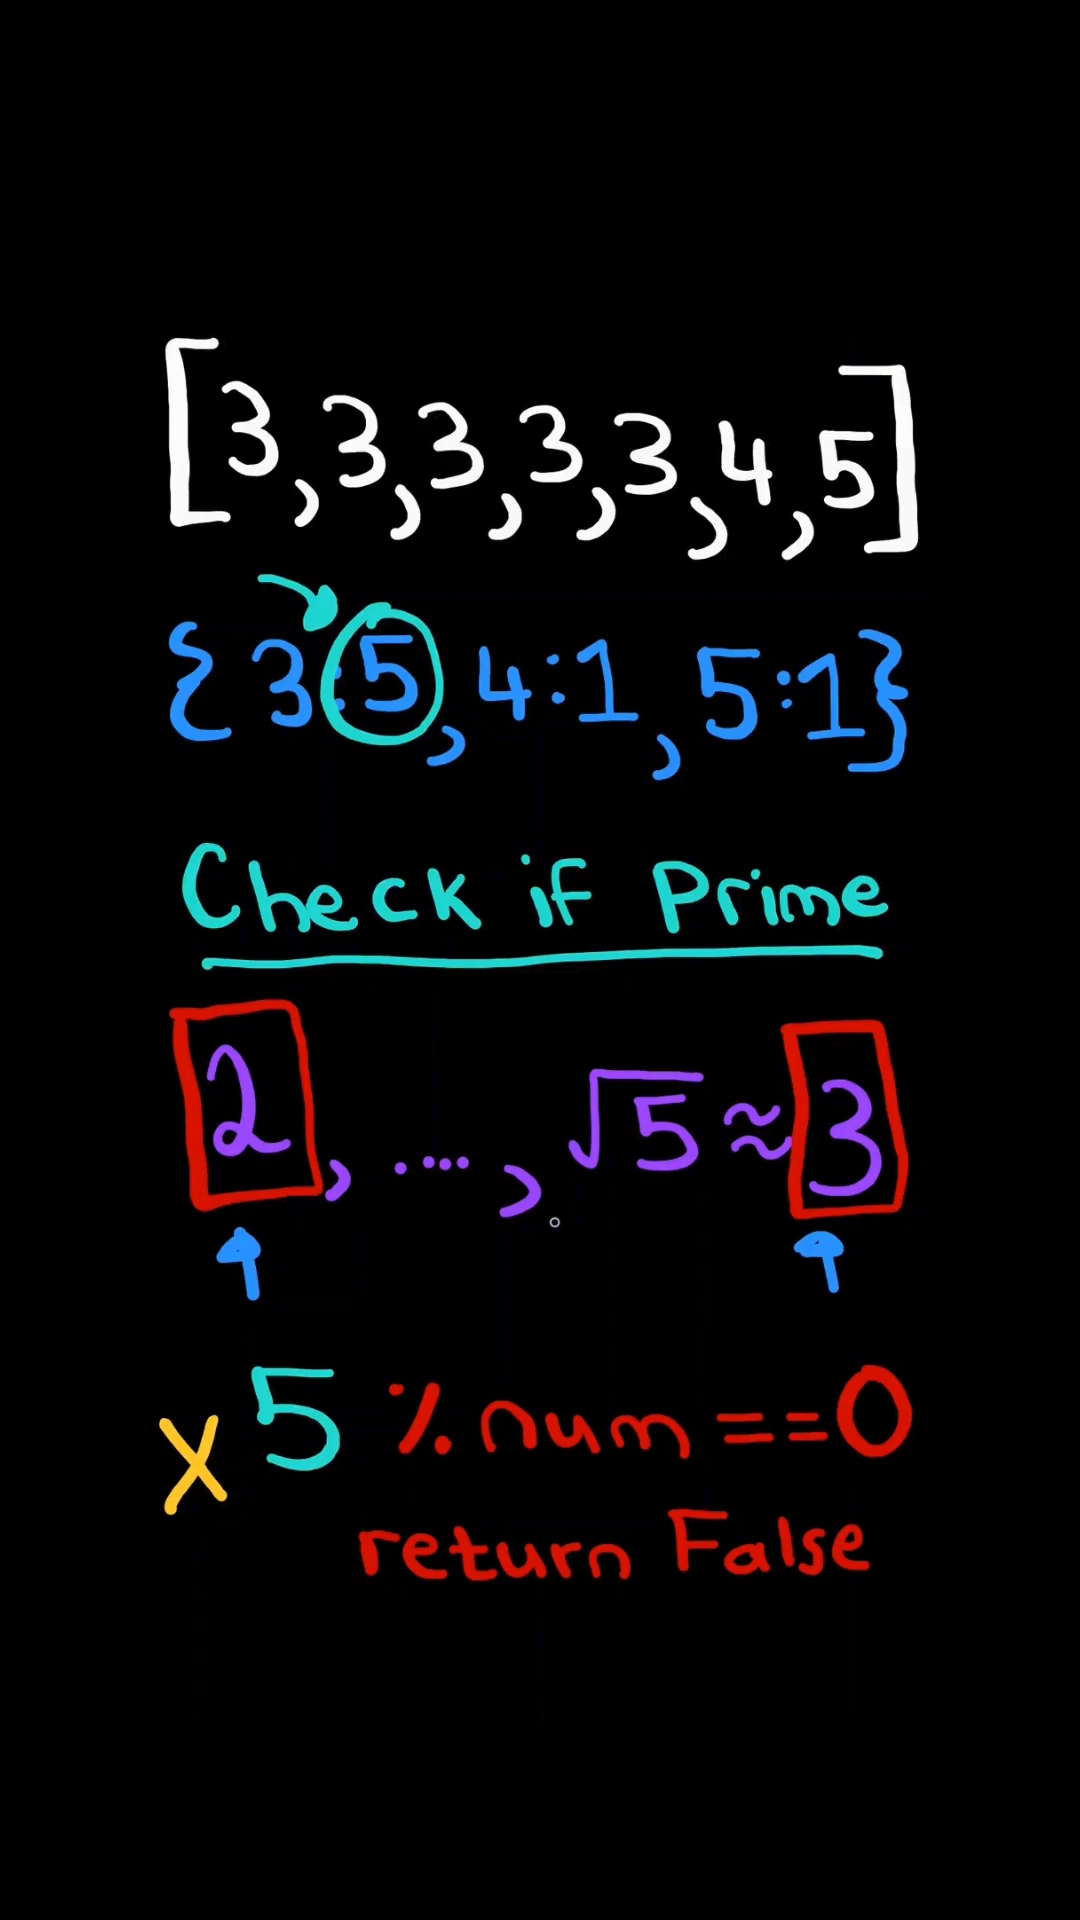 [3,3,3,3,3,4,5]
{3:5,4:1,5:1}
Check if Prime
2, ...., √5 ≈ 3
x 5 % num == 0
return False